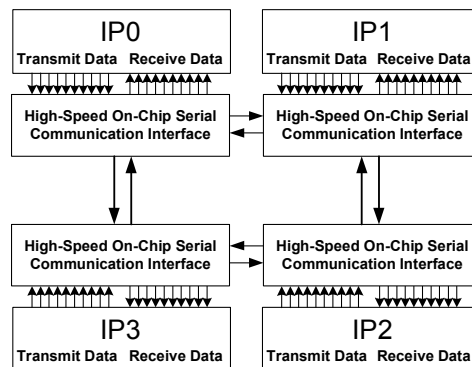 IP0
Transmit Data Receive Data
IP1
Transmit Data Receive Data
High-Speed On-Chip Serial
Communication Interface
High-Speed On-Chip Serial
Communication Interface
High-Speed On-Chip Serial
Communication Interface
High-Speed On-Chip Serial
Communication Interface
IP3
Transmit Data Receive Data
IP2
Transmit Data Receive Data